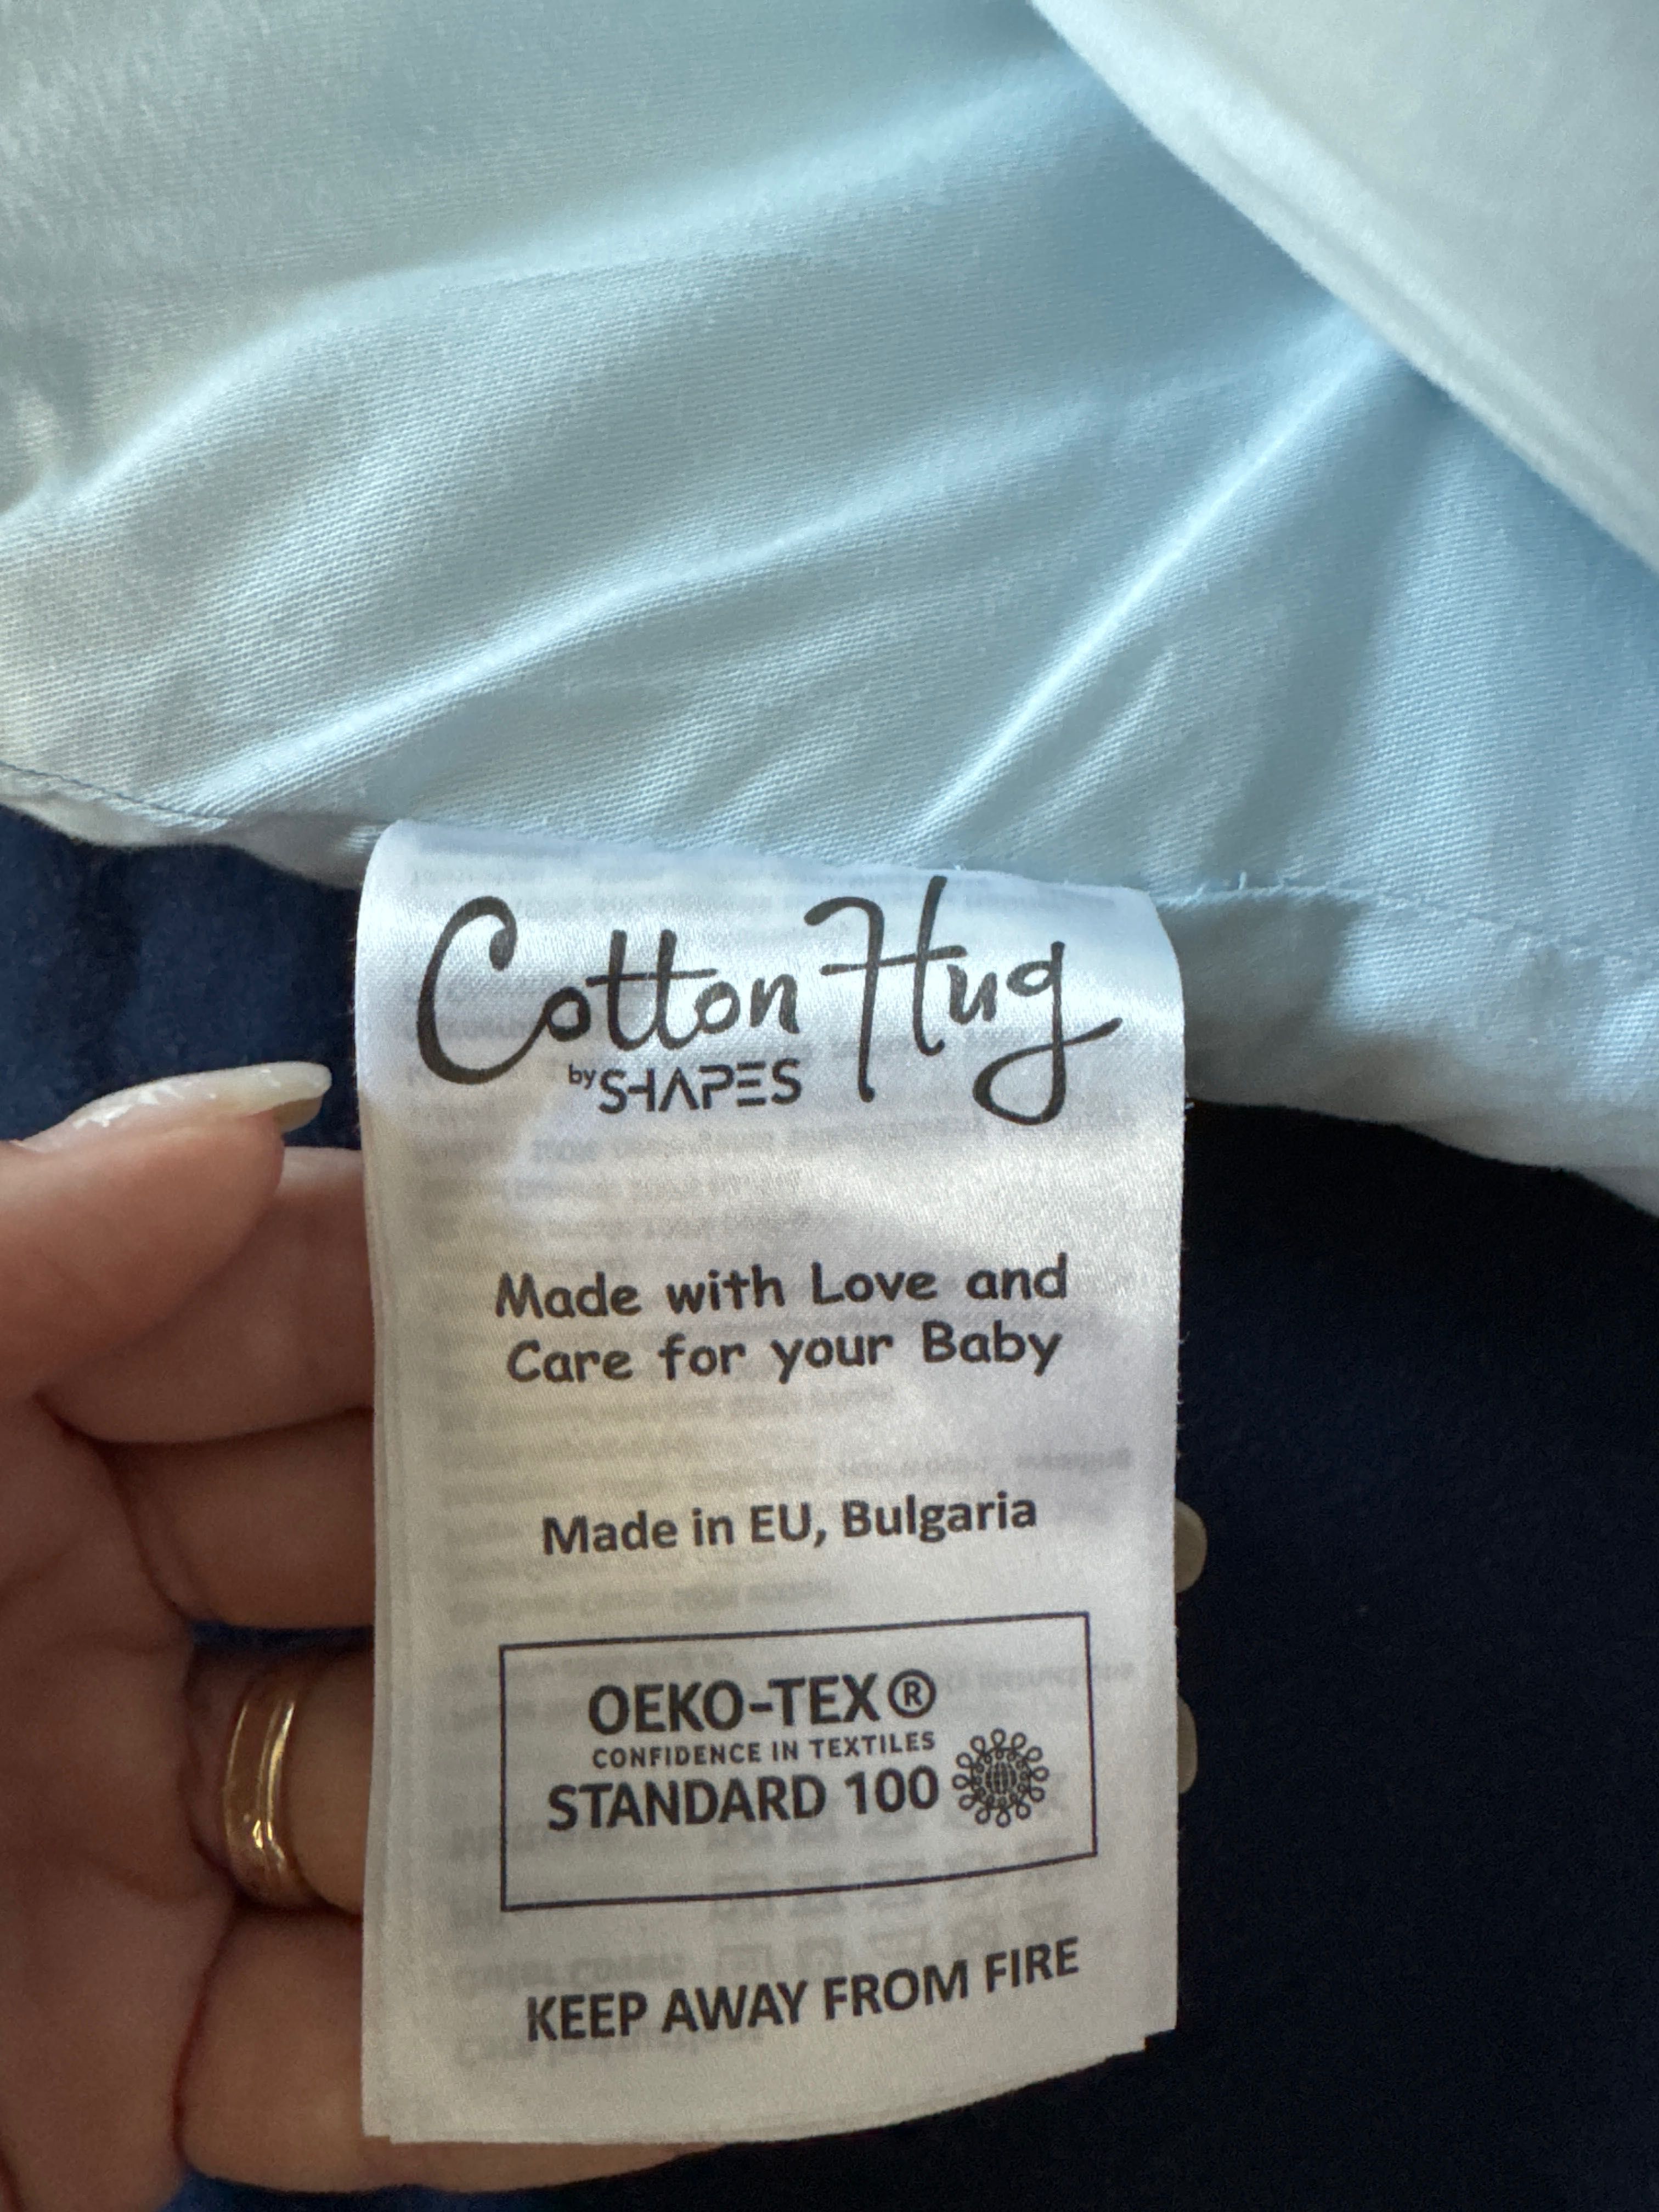 Cotton Hug
by SHAPES
Made with Love and
Care for your Baby
Made in EU, Bulgaria
OEKO-TEX®
CONFIDENCE IN TEXTILES
STANDARD 100
KEEP AWAY FROM FIRE